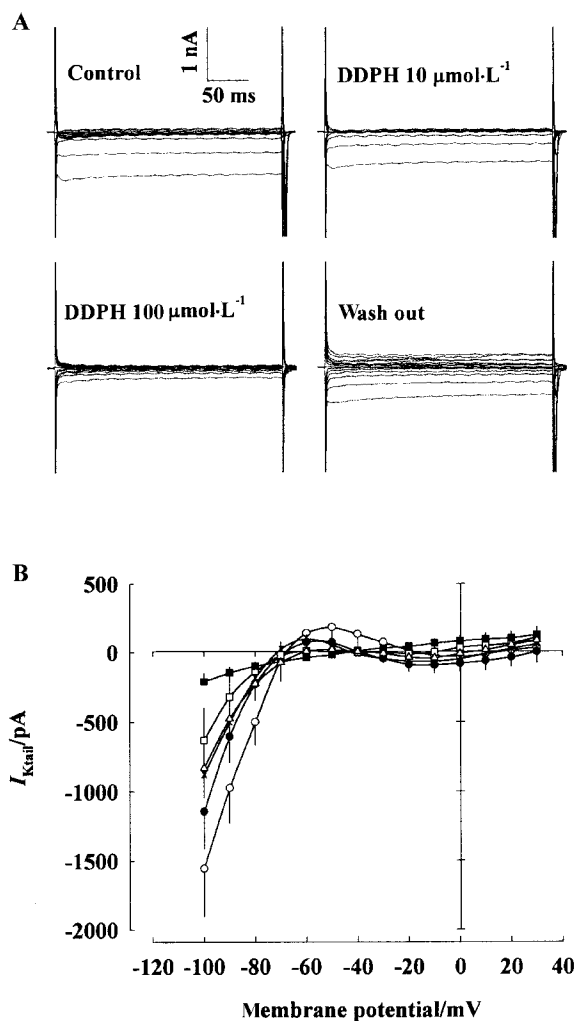 A
Control
1 nA
50 ms
DDPH 10 μmol·L⁻¹
DDPH 100 μmol·L⁻¹
Wash out
B
500
0
-500
-1000
-1500
-2000
I_Ktail/pA
-120 -100 -80 -60 -40 -20 0 20 40
Membrane potential/mV